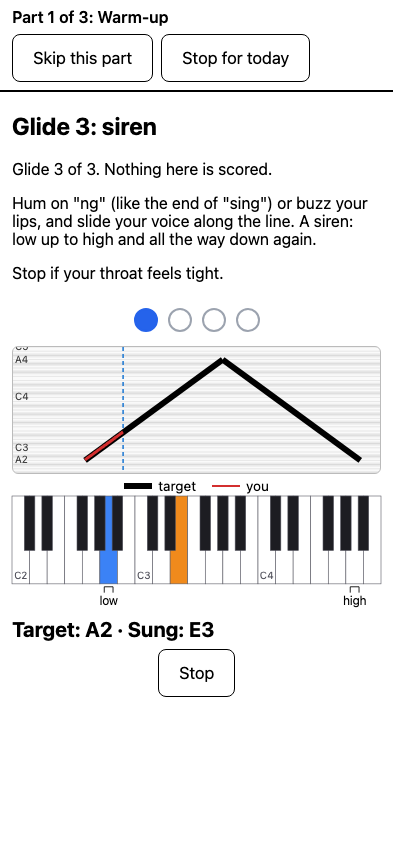 Part 1 of 3: Warm-up
Skip this part
Stop for today
Glide 3: siren
Glide 3 of 3. Nothing here is scored.
Hum on "ng" (like the end of "sing") or buzz your
lips, and slide your voice along the line. A siren:
low up to high and all the way down again.
Stop if your throat feels tight.
A4
C4
C3
A2
target
you
C2
C3
C4
low
high
Target: A2 · Sung: E3
Stop